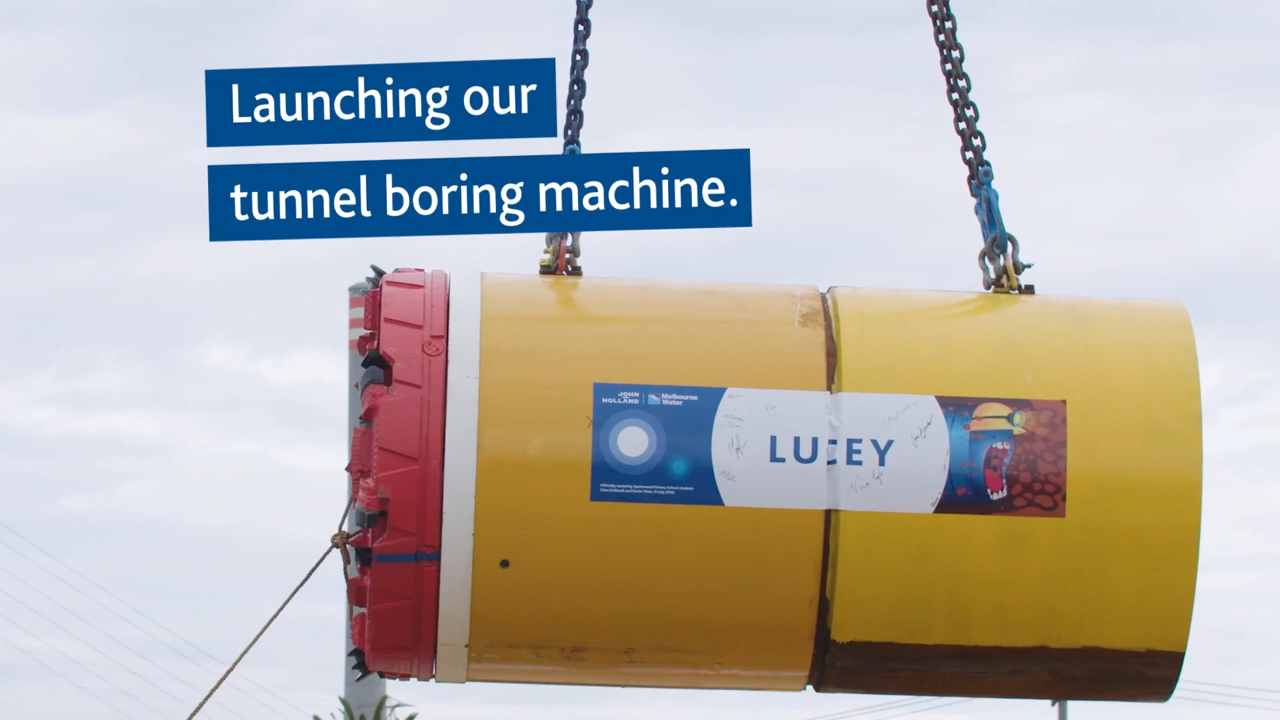 Launching our
tunnel boring machine.
JOHN
HOLLAND
Melbourne
Water
LUCEY